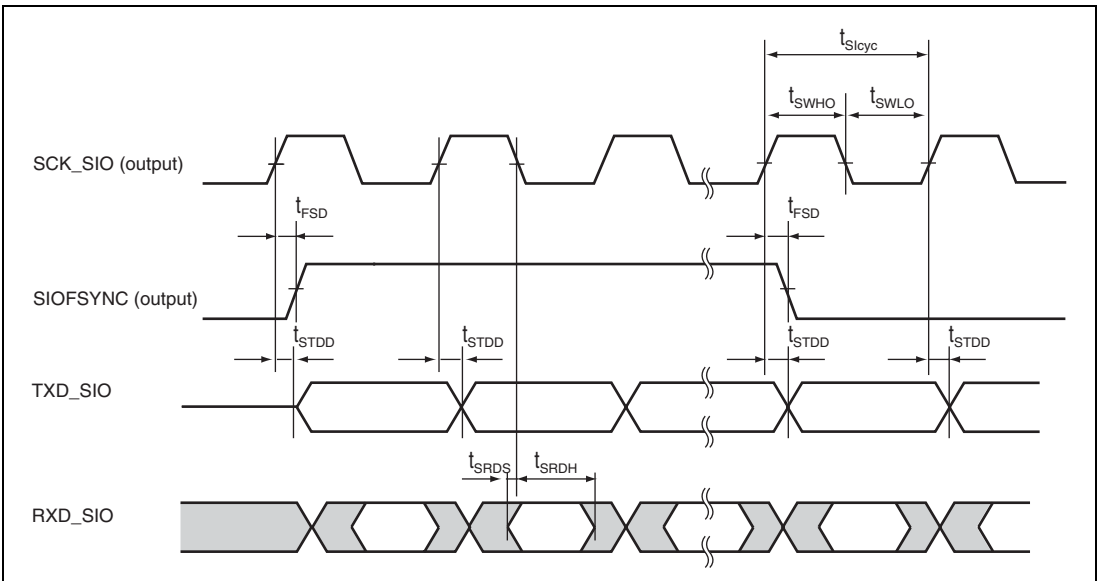 tSIcyc
tSWHO tSWLO
SCK_SIO (output)
tFSD tFSD
SIOFSYNC (output)
tSTDD tSTDD tSTDD tSTDD
TXD_SIO
tSRDS tSRDH
RXD_SIO